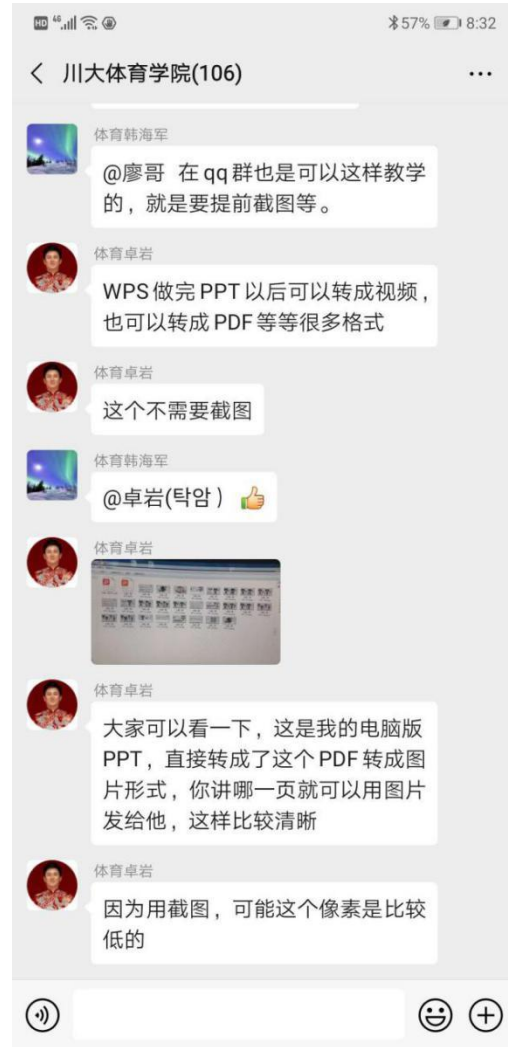 HD 46 57% 8:32
川大体育学院(106)
体育韩海军
@廖哥 在qq群也是可以这样教学
的，就是要提前截图等。
体育卓岩
WPS做完PPT以后可以转成视频，
也可以转成PDF等等很多格式
体育卓岩
这个不需要截图
体育韩海军
@卓岩(탁암)
体育卓岩
体育卓岩
大家可以看一下，这是我的电脑版
PPT，直接转成了这个PDF转成图
片形式，你讲哪一页就可以用图片
发给他，这样比较清晰
体育卓岩
因为用截图，可能这个像素是比较
低的